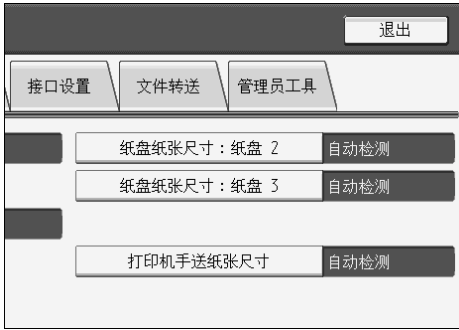 退出
接口设置 文件转送 管理员工具
纸盘纸张尺寸：纸盘 2 自动检测
纸盘纸张尺寸：纸盘 3 自动检测
打印机手送纸张尺寸 自动检测